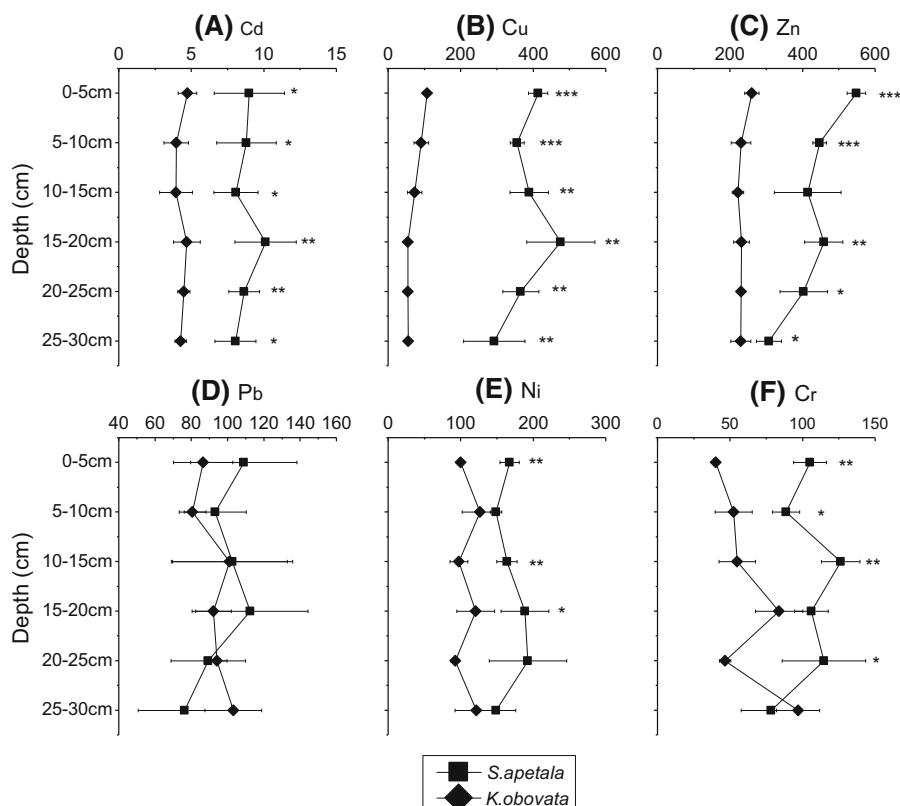 (A) Cd (B) Cu (C) Zn
0 5 10 15 0 200 400 600 0 200 400 600
Depth (cm)
0-5cm * *** ***
5-10cm * *** ***
10-15cm * **
15-20cm ** ** **
20-25cm ** ** *
25-30cm * ** *
(D) Pb (E) Ni (F) Cr
40 60 80 100 120 140 160 0 100 200 300 0 50 100 150
Depth (cm)
0-5cm ** **
5-10cm *
10-15cm ** **
15-20cm *
20-25cm *
25-30cm
S.apetala
K.obovata